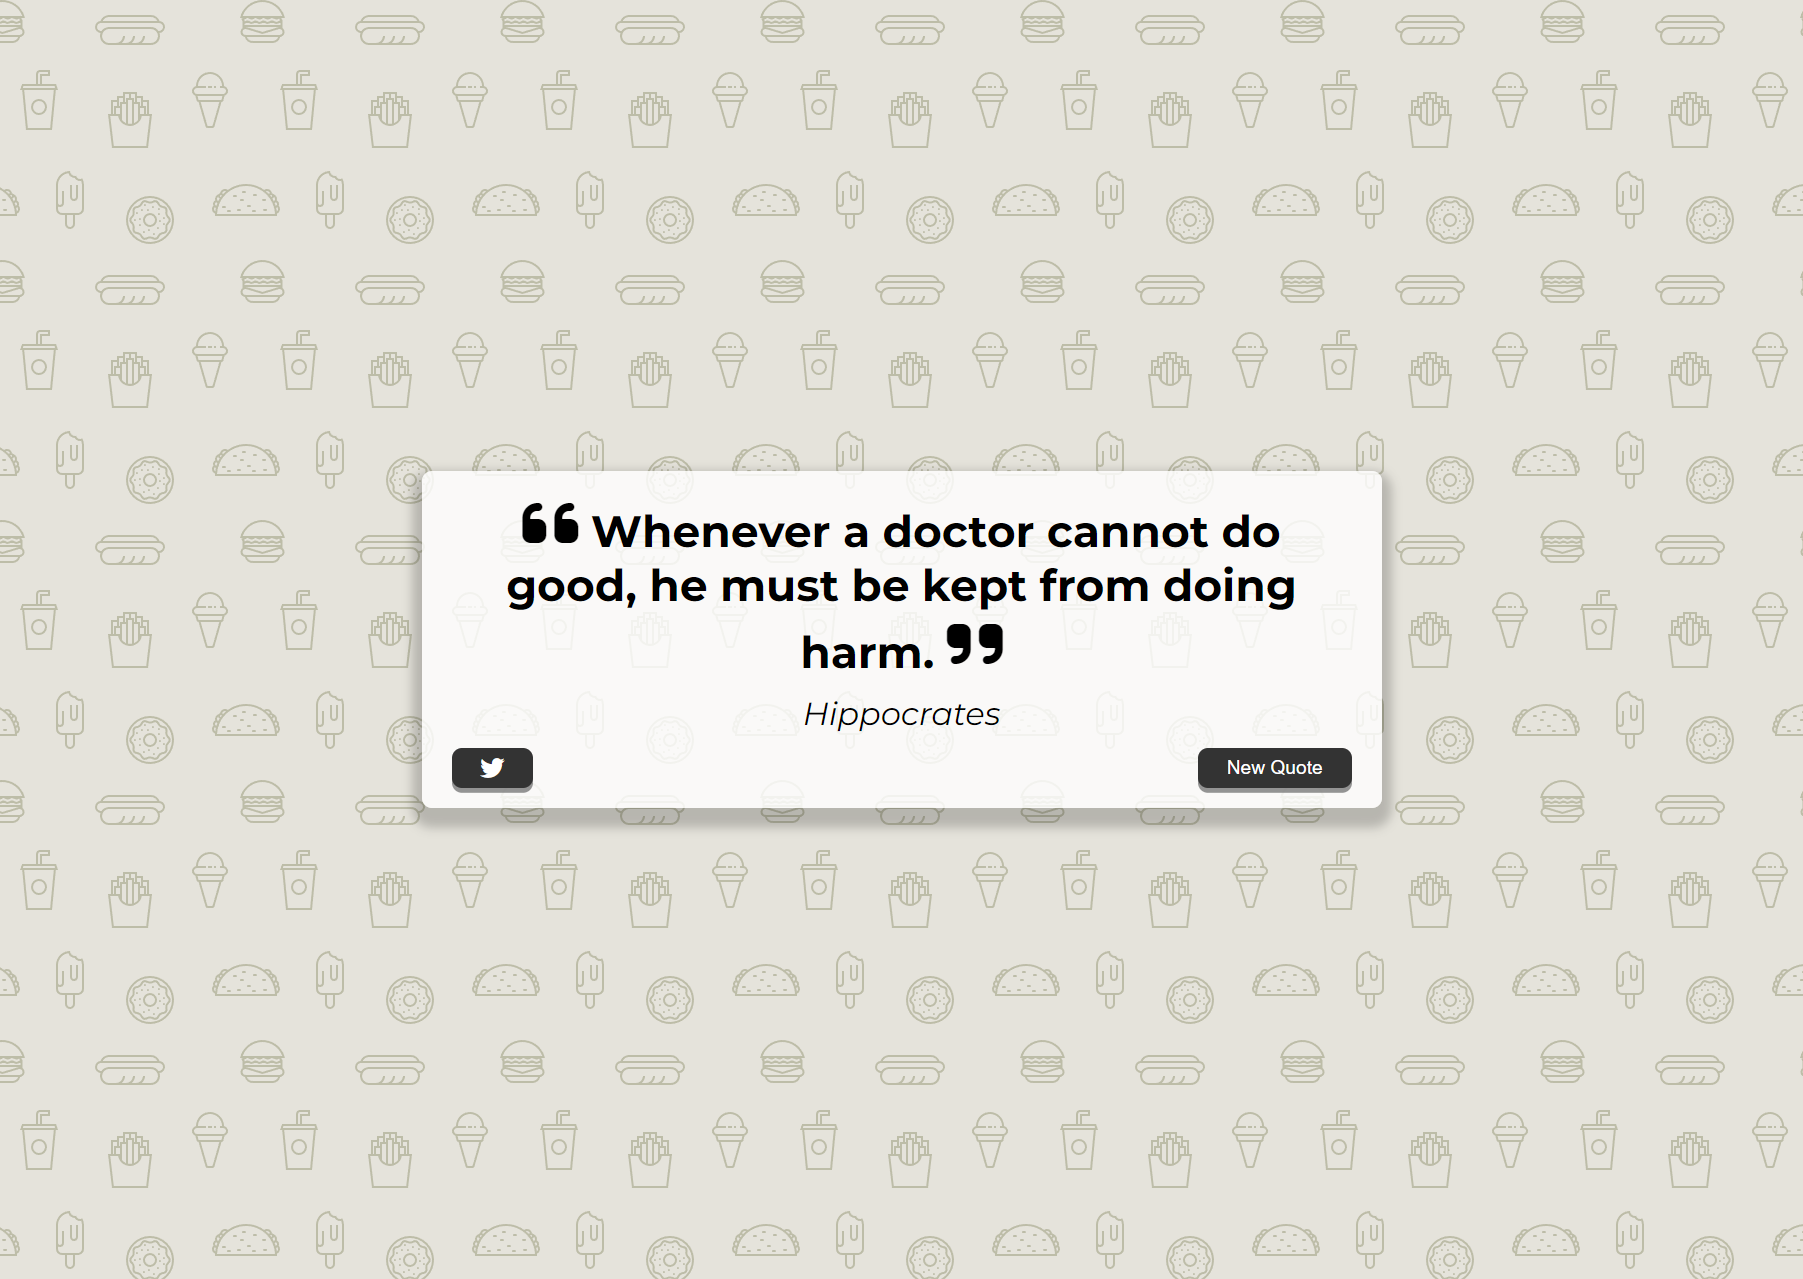 “ Whenever a doctor cannot do
good, he must be kept from doing
harm. ”
Hippocrates
New Quote